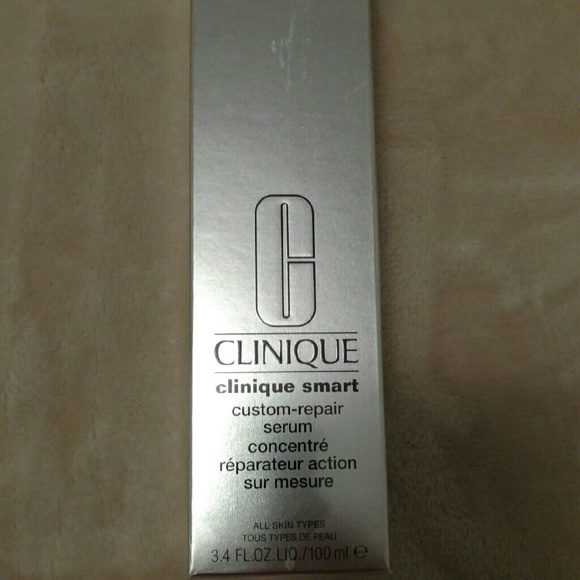 C
CLINIQUE
clinique smart
custom-repair
serum
concentré
réparateur action
sur mesure
ALL SKIN TYPES
TOUS TYPES DE PEAU
3.4 FL.OZ.LIQ./100 ml ℮